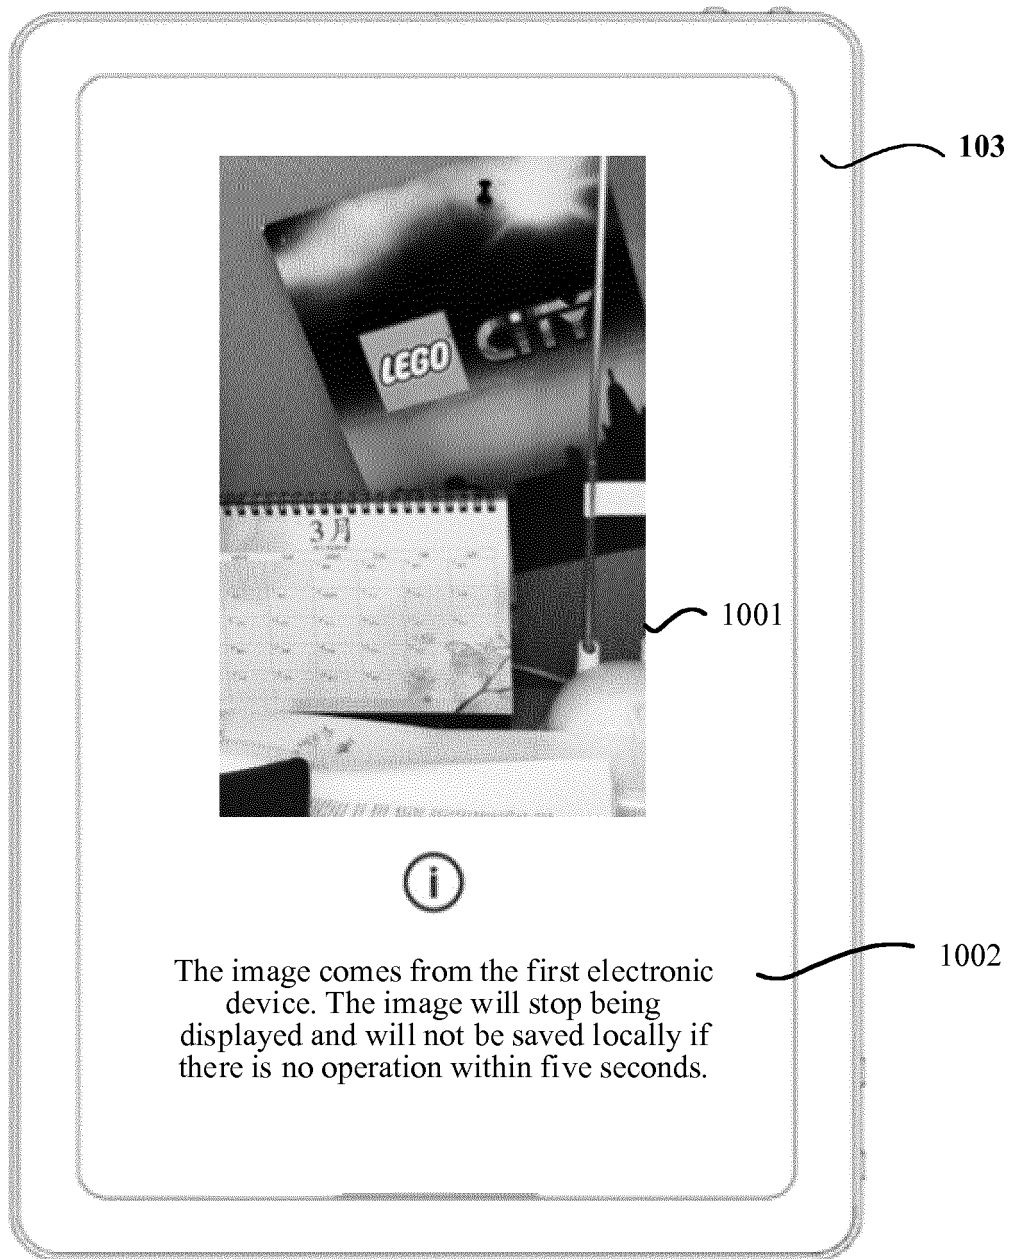 103
LEGO CiTY
3月
1001
i
The image comes from the first electronic
device. The image will stop being
displayed and will not be saved locally if
there is no operation within five seconds.
1002